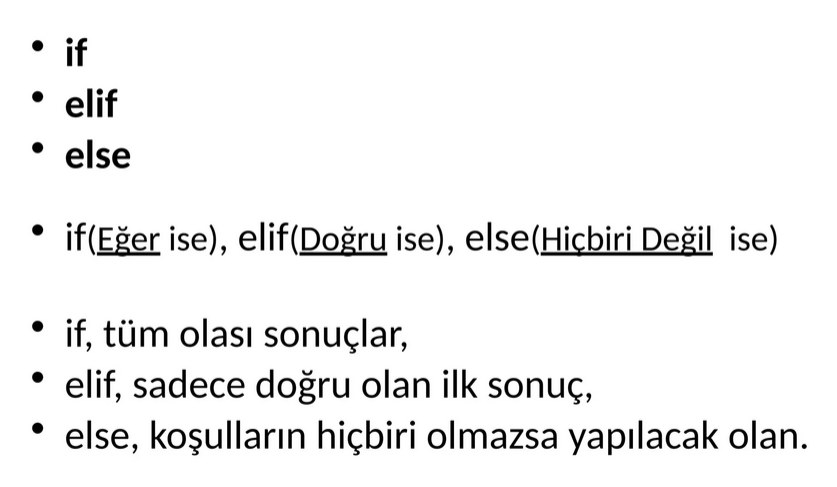 • if
• elif
• else
• if(Eğer ise), elif(Doğru ise), else(Hiçbiri Değil ise)
• if, tüm olası sonuçlar,
• elif, sadece doğru olan ilk sonuç,
• else, koşulların hiçbiri olmazsa yapılacak olan.